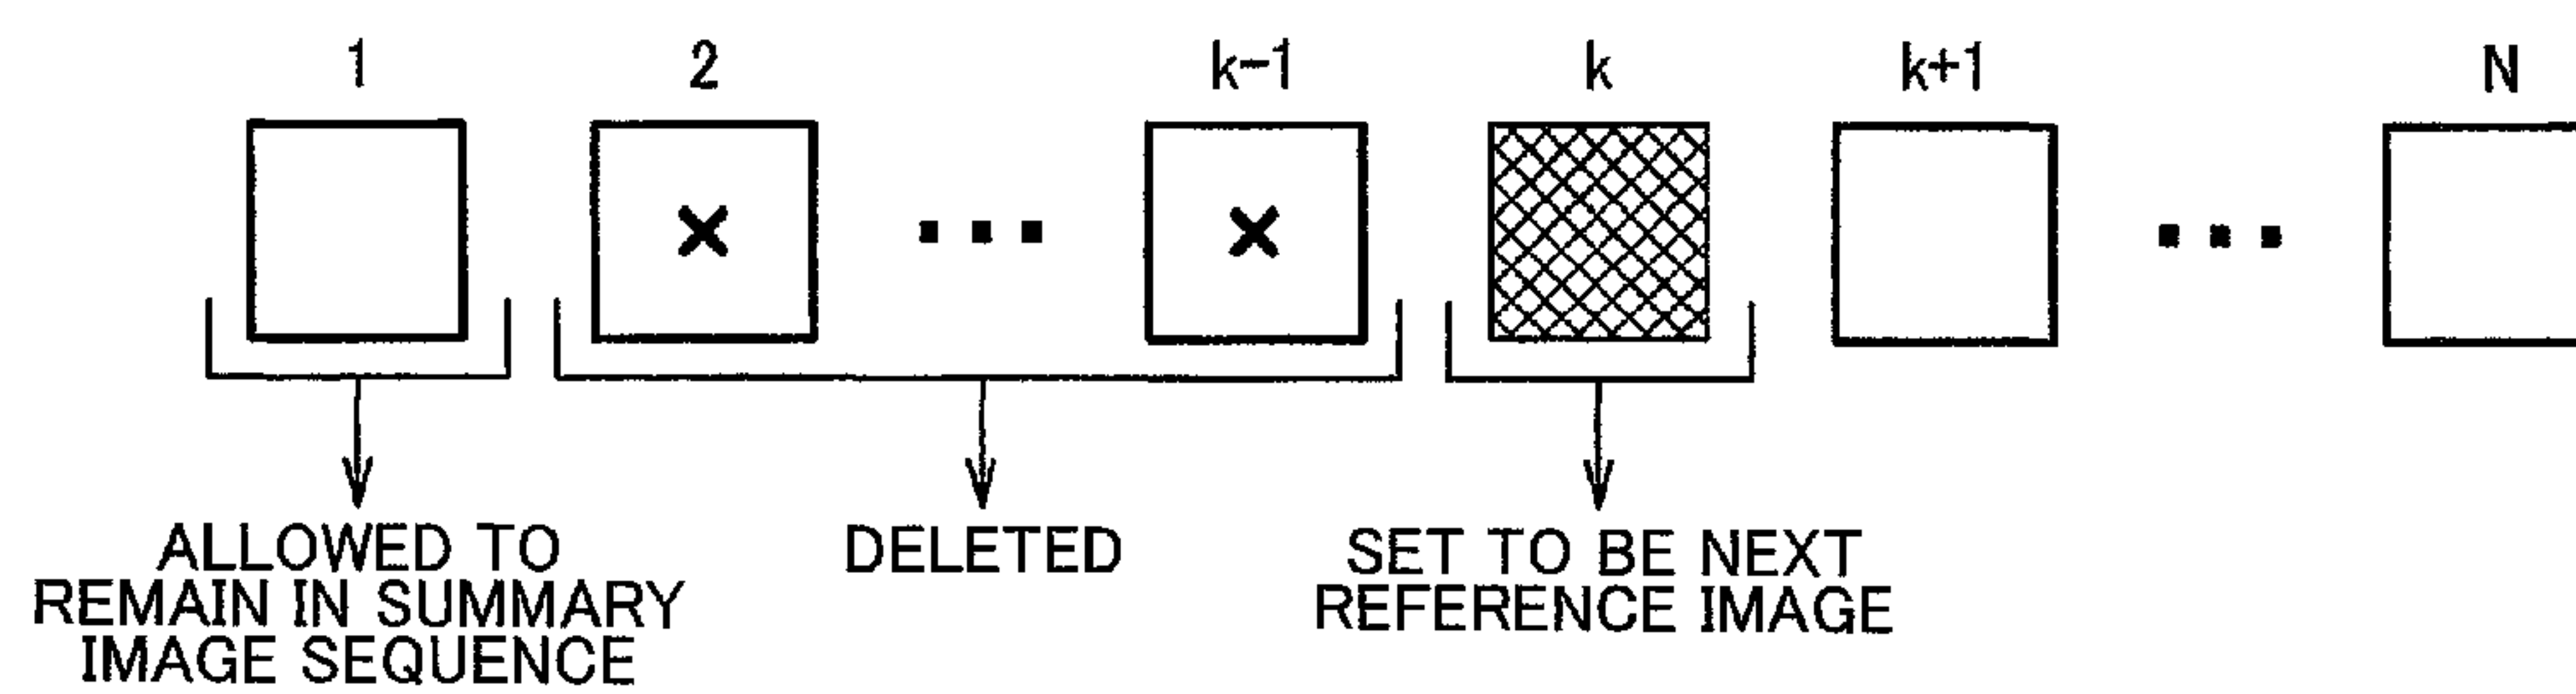 1 2 k-1 k k+1 N
ALLOWED TO
REMAIN IN SUMMARY
IMAGE SEQUENCE
DELETED
SET TO BE NEXT
REFERENCE IMAGE